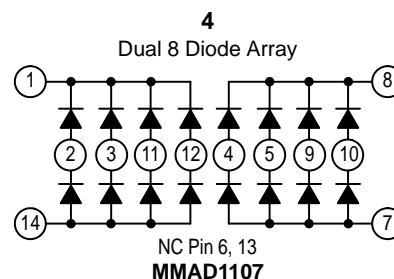 4
Dual 8 Diode Array
1 8
2 3 11 12 4 5 9 10
14 7
NC Pin 6, 13
MMAD1107